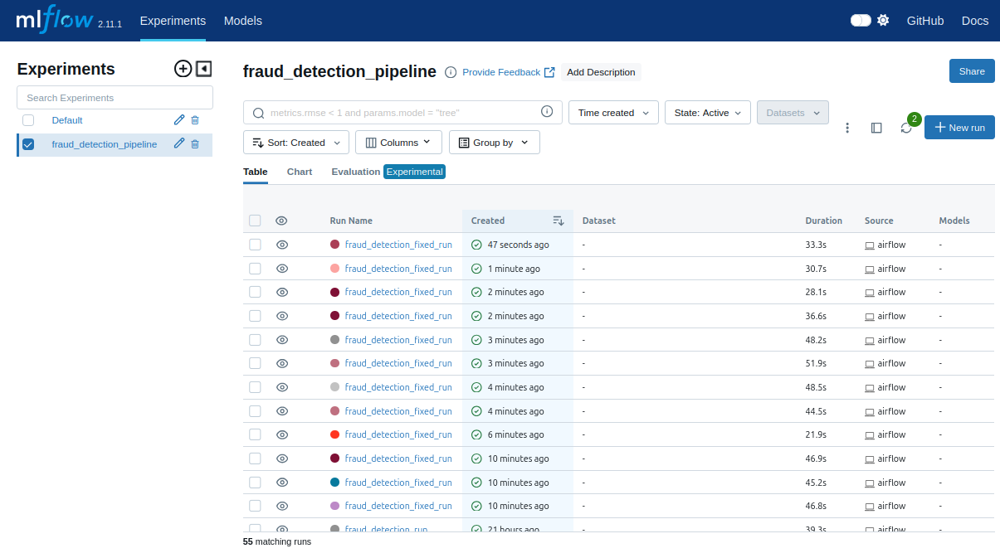 mlflow 2.11.1 Experiments Models GitHub Docs
Experiments
Search Experiments
Default
fraud_detection_pipeline
fraud_detection_pipeline Provide Feedback Add Description Share
metrics.rmse < 1 and params.model = "tree" Time created State: Active Datasets 2 New run
Sort: Created Columns Group by
Table Chart Evaluation Experimental
Run Name Created Dataset Duration Source Models
fraud_detection_fixed_run 47 seconds ago - 33.3s airflow -
fraud_detection_fixed_run 1 minute ago - 30.7s airflow -
fraud_detection_fixed_run 2 minutes ago - 28.1s airflow -
fraud_detection_fixed_run 2 minutes ago - 36.6s airflow -
fraud_detection_fixed_run 3 minutes ago - 48.2s airflow -
fraud_detection_fixed_run 3 minutes ago - 51.9s airflow -
fraud_detection_fixed_run 4 minutes ago - 48.5s airflow -
fraud_detection_fixed_run 4 minutes ago - 44.5s airflow -
fraud_detection_fixed_run 6 minutes ago - 21.9s airflow -
fraud_detection_fixed_run 10 minutes ago - 46.9s airflow -
fraud_detection_fixed_run 10 minutes ago - 45.2s airflow -
fraud_detection_fixed_run 10 minutes ago - 46.8s airflow -
fraud_detection_run 21 hours ago - 39.3s airflow -
55 matching runs